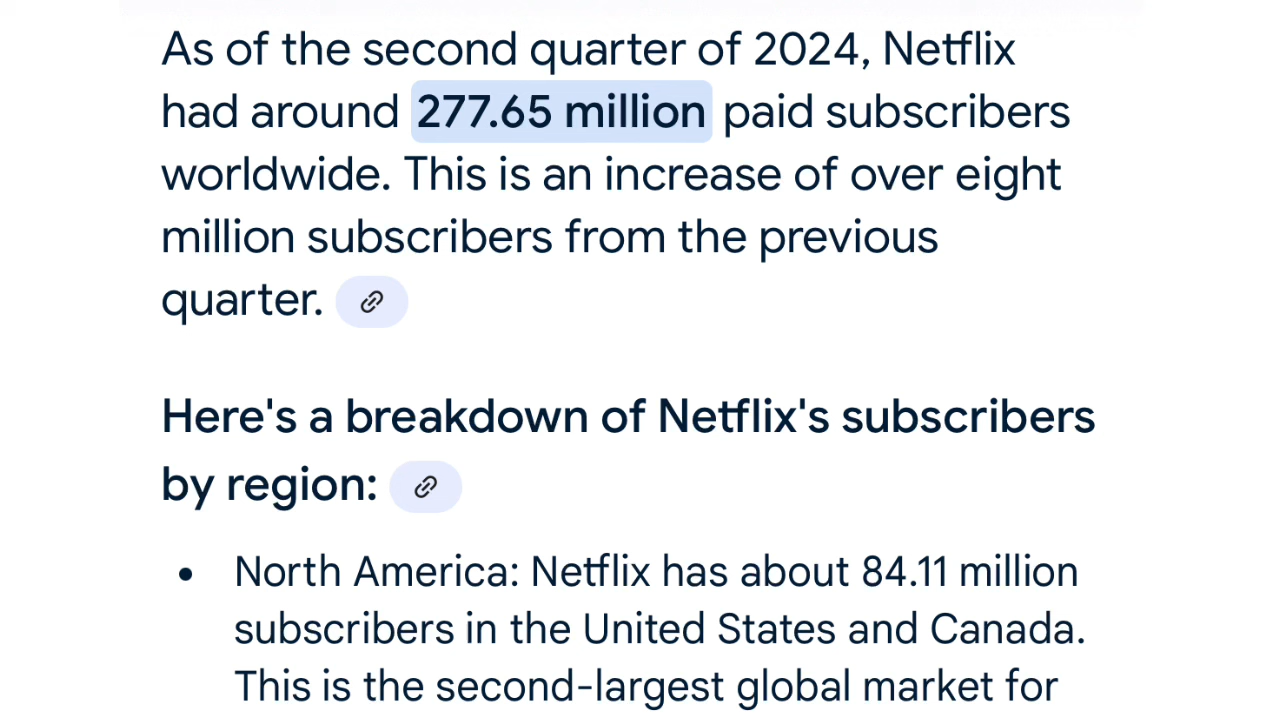 As of the second quarter of 2024, Netflix
had around 277.65 million paid subscribers
worldwide. This is an increase of over eight
million subscribers from the previous
quarter.
Here's a breakdown of Netflix's subscribers
by region:
• North America: Netflix has about 84.11 million
subscribers in the United States and Canada.
This is the second-largest global market for